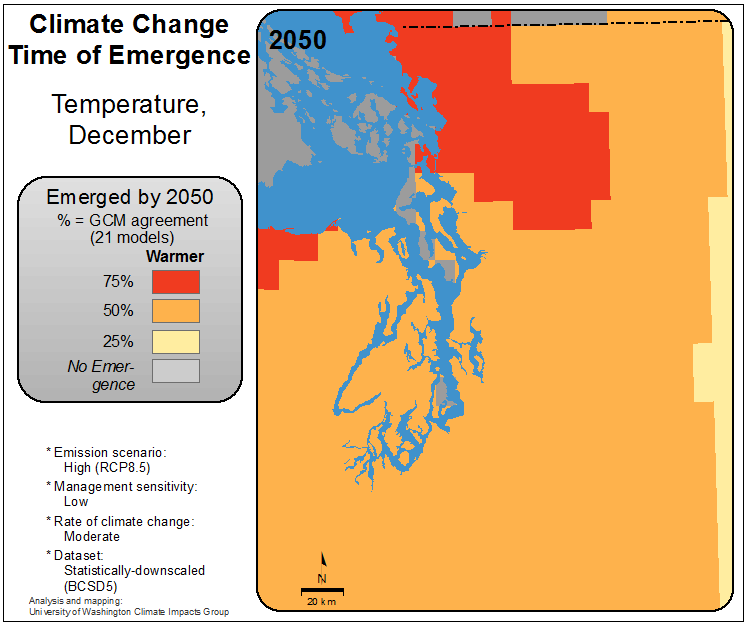 Climate Change
Time of Emergence
Temperature,
December
Emerged by 2050
% = GCM agreement
(21 models)
Warmer
75%
50%
25%
No Emer-
gence
* Emission scenario:
High (RCP8.5)
* Management sensitivity:
Low
* Rate of climate change:
Moderate
* Dataset:
Statistically-downscaled
(BCSD5)
Analysis and mapping:
University of Washington Climate Impacts Group
2050
N
20 km